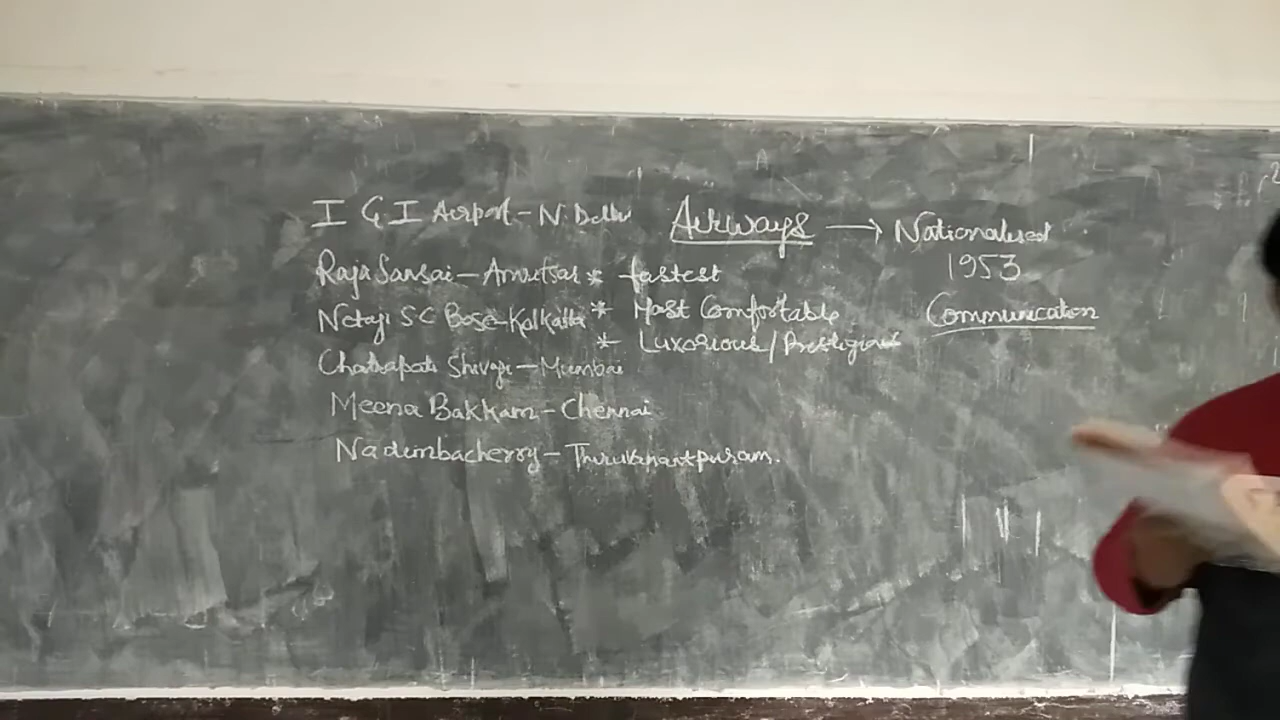 I G I Airport - N. Delhi
Raja Sansai - Amritsar
Netaji S C Bose - Kolkatta
Chatrapati Shivaji - Mumbai
Meena Bakkam - Chennai
Nadumbacherry - Thiruvanantpuram.
Airways → Nationalised
1953
* fastest
* Most Comfortable
* Luxorious / Prestigious
Communication